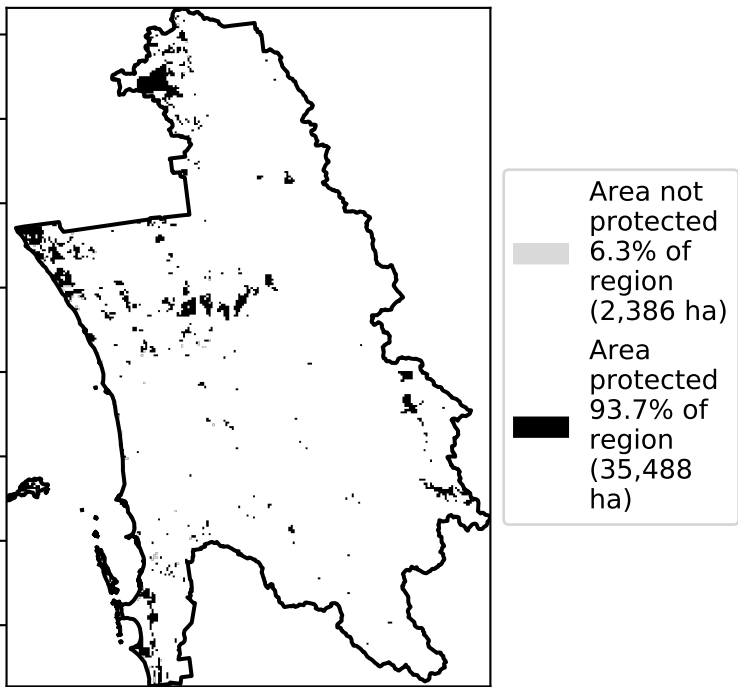 Area not
protected
6.3% of
region
(2,386 ha)
Area
protected
93.7% of
region
(35,488
ha)